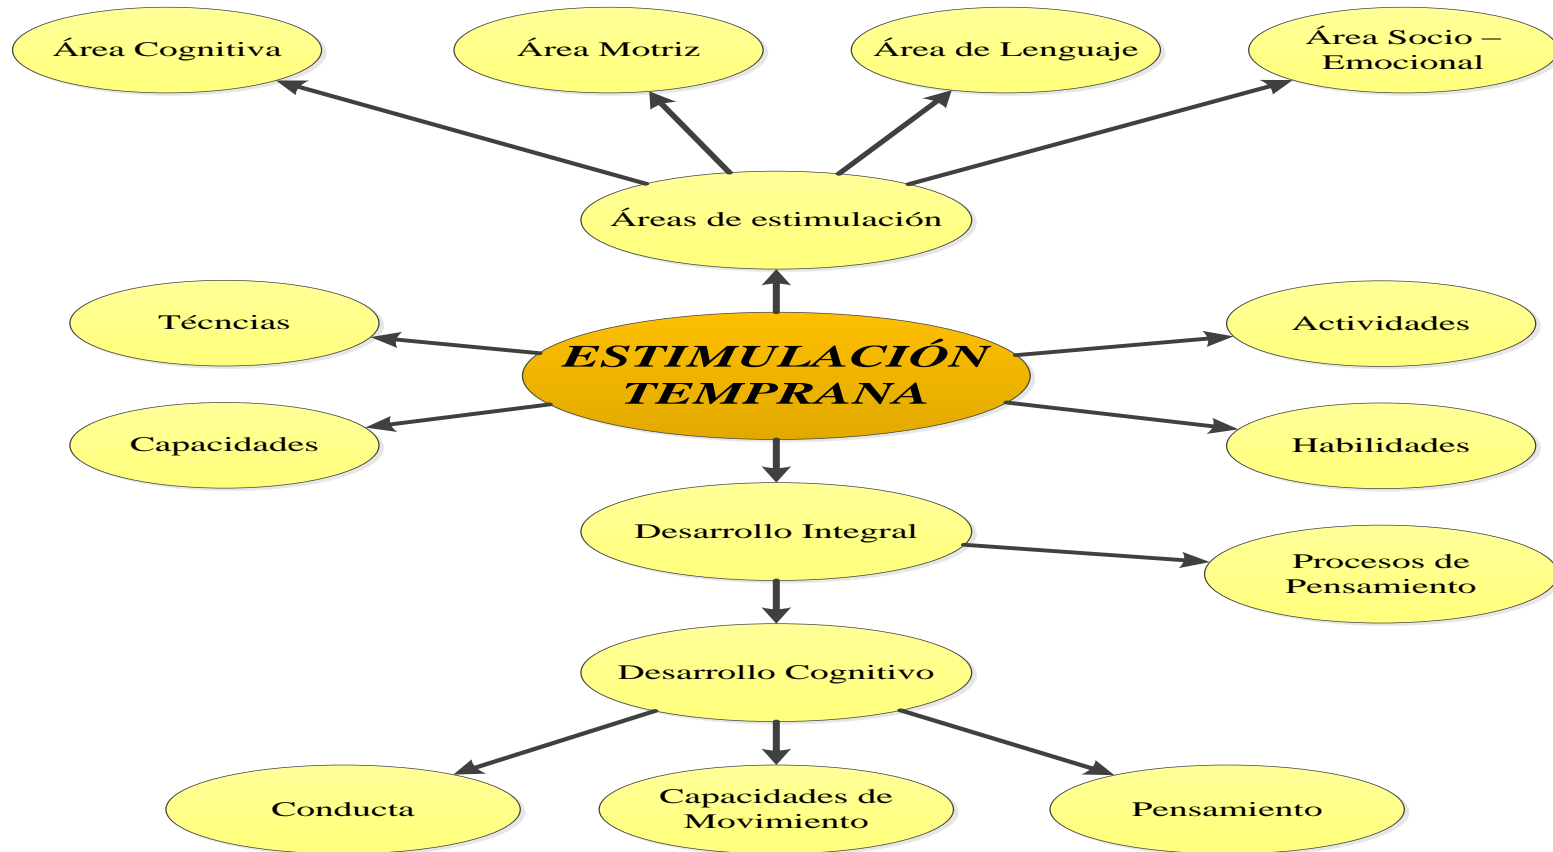 Área Cognitiva
Área Motriz
Área de Lenguaje
Área Socio –
Emocional
Áreas de estimulación
Técncias
ESTIMULACIÓN
TEMPRANA
Actividades
Capacidades
Habilidades
Desarrollo Integral
Procesos de
Pensamiento
Desarrollo Cognitivo
Conducta
Capacidades de
Movimiento
Pensamiento